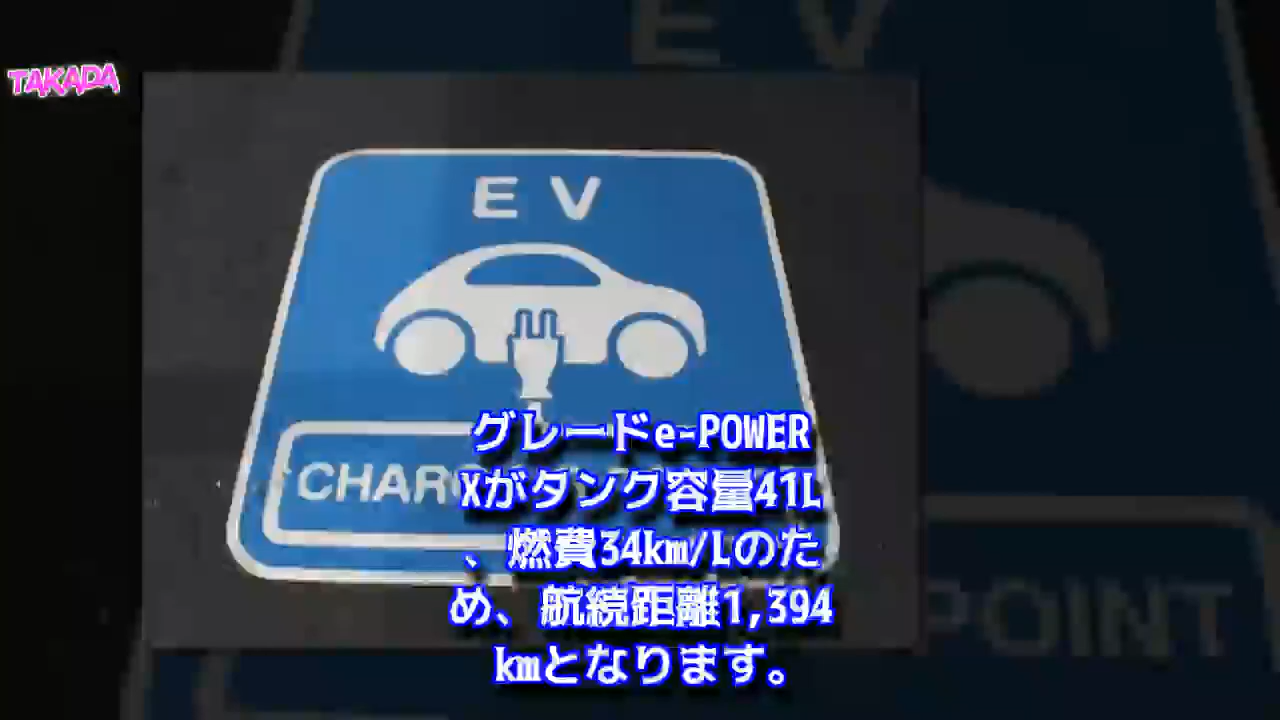 E V
TAKADA
E V
CHAR
グレードe-POWER
Xがタンク容量41L
、燃費34km/Lのた
め、航続距離1,394
kmとなります。
POINT